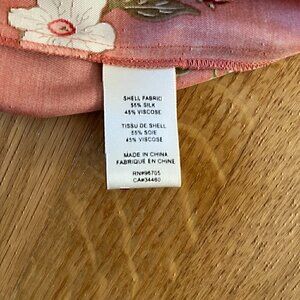 SHELL FABRIC
55% SILK
45% VISCOSE
TISSU DE SHELL
55% SOIE
45% VISCOSE
MADE IN CHINA
FABRIQUÉ EN CHINE
RN#96705
CA#34460